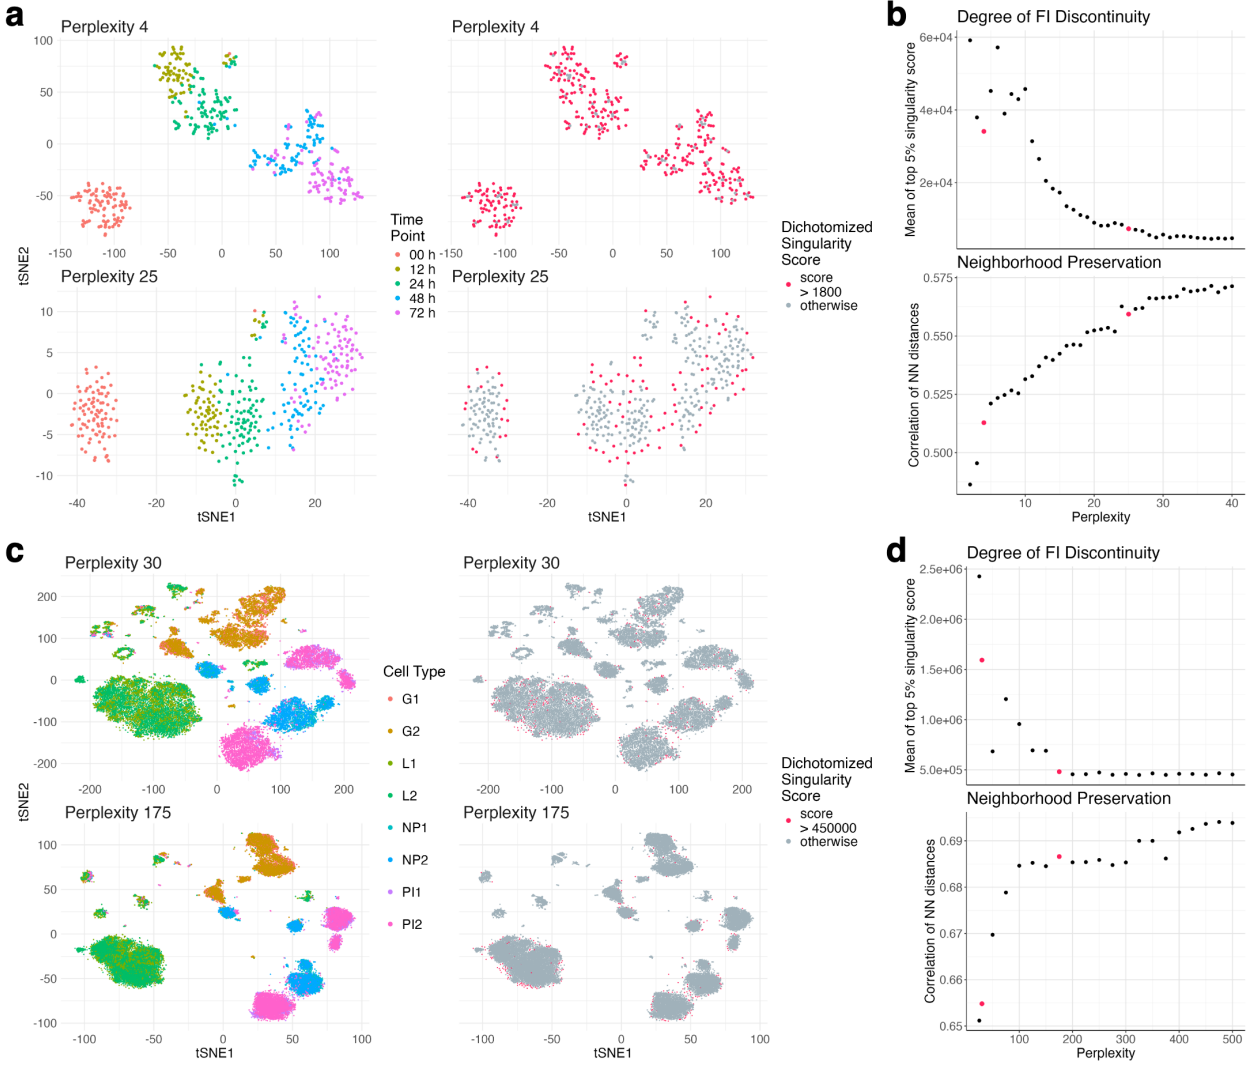 a
Perplexity 4
Perplexity 4
100
50
0
-50
-150
-100
-50
0
50
100
-150
-100
-50
0
50
100
tSNE2
Perplexity 25
Perplexity 25
10
5
0
-5
-10
-40
-20
0
20
-40
-20
0
20
tSNE1
tSNE1
Time
Point
00 h
12 h
24 h
48 h
72 h
Dichotomized
Singularity
Score
score
> 1800
otherwise
b
Degree of FI Discontinuity
Mean of top 5% singularity score
6e+04
4e+04
2e+04
Neighborhood Preservation
Correlation of NN distances
0.575
0.550
0.525
0.500
10
20
30
40
Perplexity
c
Perplexity 30
Perplexity 30
200
100
0
-100
-200
-200
-100
0
100
200
-200
-100
0
100
200
tSNE2
Perplexity 175
Perplexity 175
100
50
0
-50
-100
-100
-50
0
50
100
-100
-50
0
50
100
tSNE1
tSNE1
Cell Type
G1
G2
L1
L2
NP1
NP2
PI1
PI2
Dichotomized
Singularity
Score
score
> 450000
otherwise
d
Degree of FI Discontinuity
Mean of top 5% singularity score
2.5e+06
2.0e+06
1.5e+06
1.0e+06
5.0e+05
Neighborhood Preservation
Correlation of NN distances
0.69
0.68
0.67
0.66
0.65
100
200
300
400
500
Perplexity